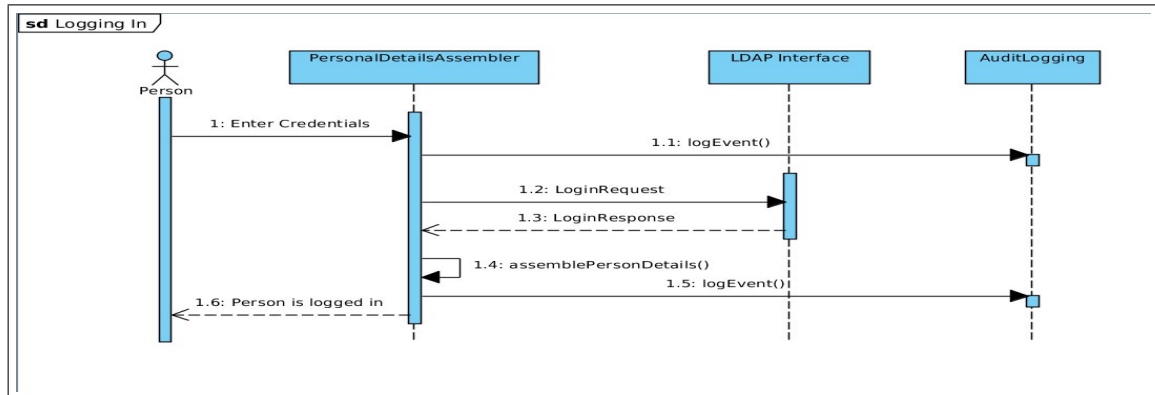 sd Logging In
Person
PersonalDetailsAssembler
LDAP Interface
AuditLogging
1: Enter Credentials
1.1: logEvent()
1.2: LoginRequest
1.3: LoginResponse
1.4: assemblePersonDetails()
1.5: logEvent()
1.6: Person is logged in